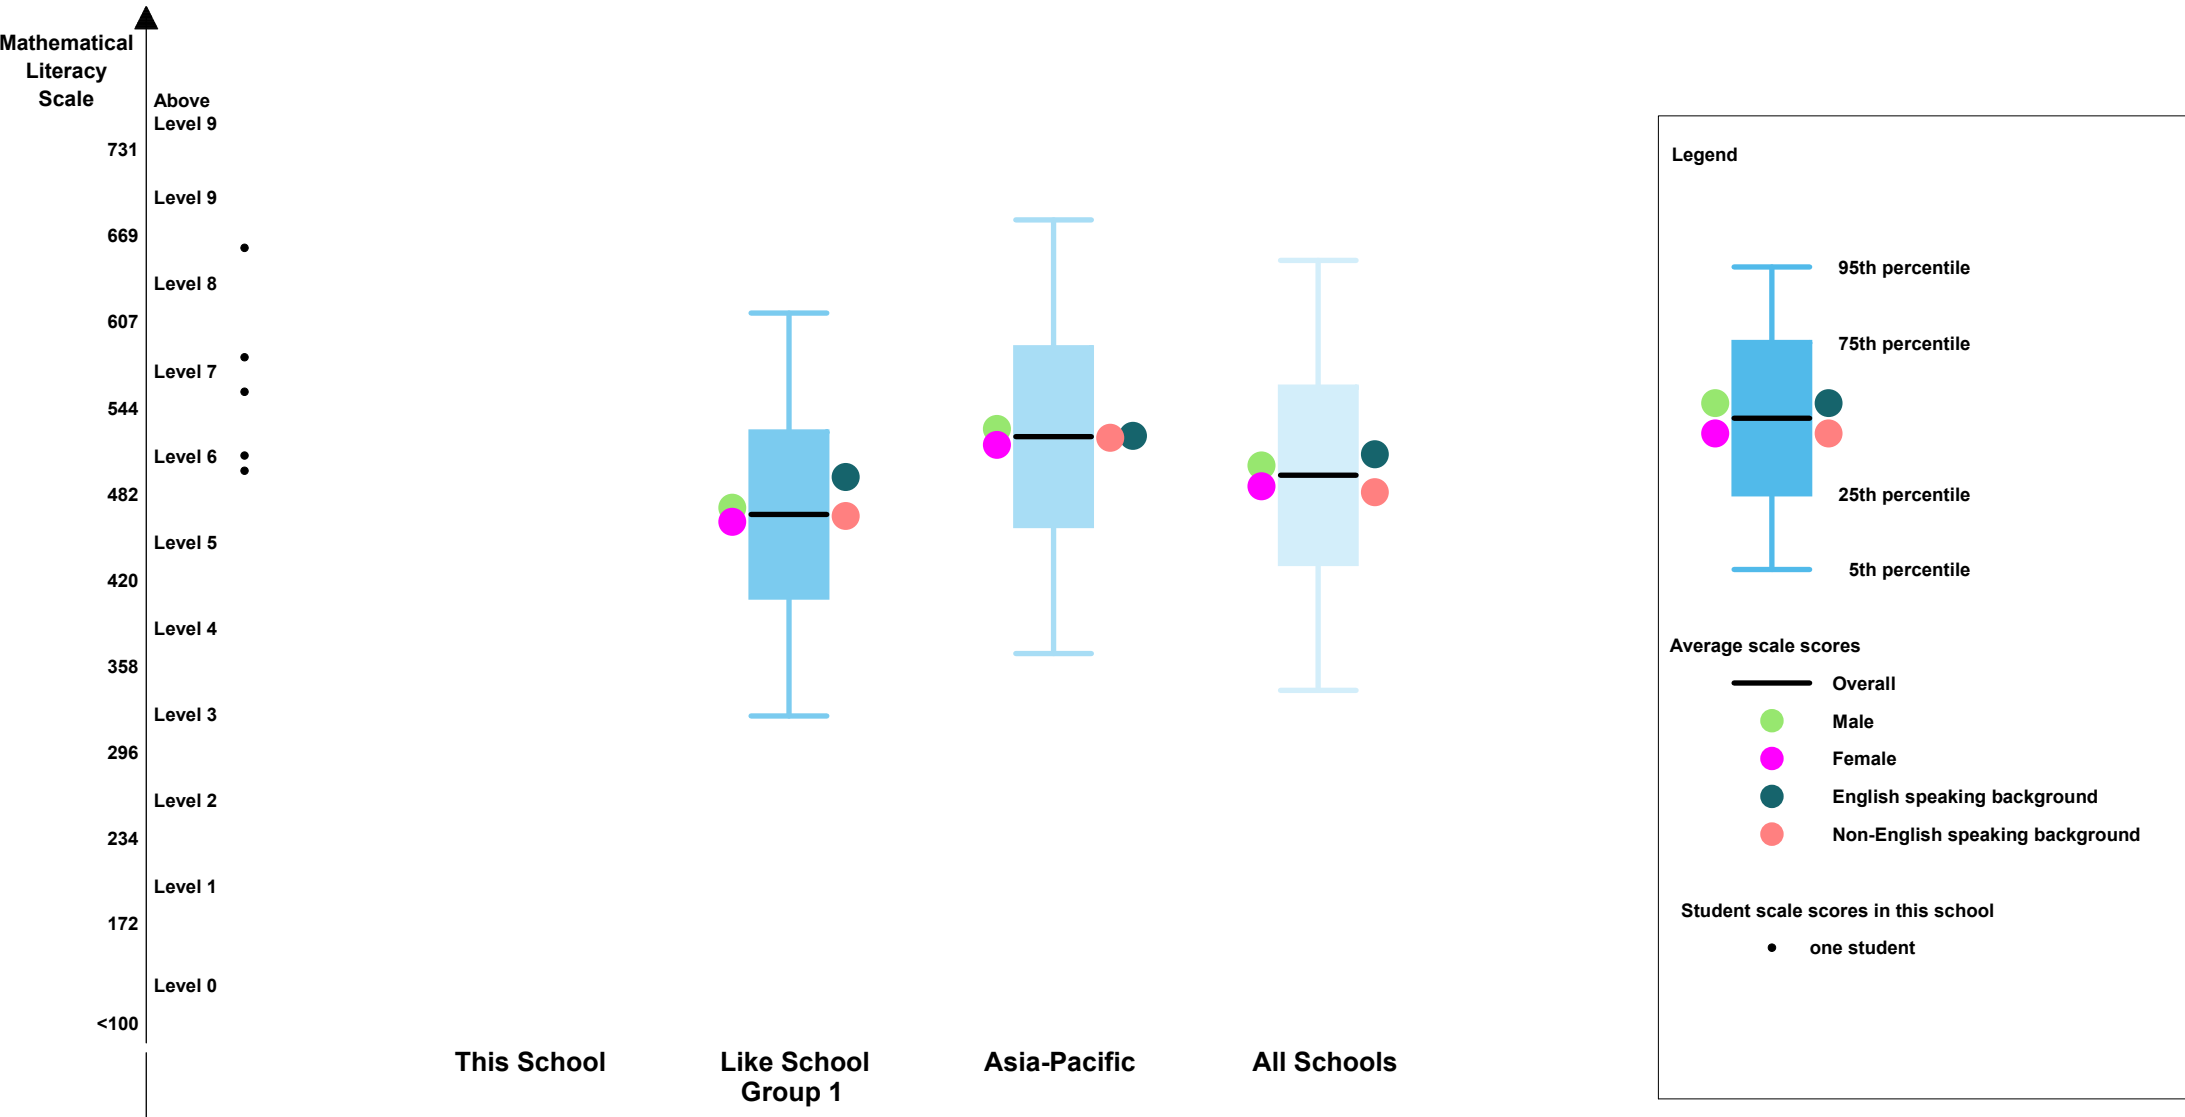 Mathematical
Literacy
Scale
Above
Level 9
731
Level 9
669
Level 8
607
Level 7
544
Level 6
482
Level 5
420
Level 4
358
Level 3
296
Level 2
234
Level 1
172
Level 0
<100
This School
Like School
Group 1
Asia-Pacific
All Schools
Legend
95th percentile
75th percentile
25th percentile
5th percentile
Average scale scores
Overall
Male
Female
English speaking background
Non-English speaking background
Student scale scores in this school
one student